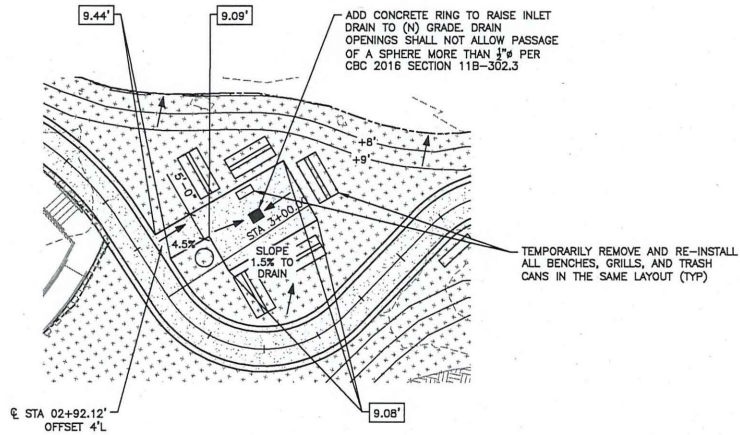 9.44'
9.09'
ADD CONCRETE RING TO RAISE INLET
DRAIN TO (N) GRADE. DRAIN
OPENINGS SHALL NOT ALLOW PASSAGE
OF A SPHERE MORE THAN ½"ø PER
CBC 2016 SECTION 11B-302.3
+8'
+9'
5'-0"
4.5%
STA 3+00.00
SLOPE
1.5% TO
DRAIN
TEMPORARILY REMOVE AND RE-INSTALL
ALL BENCHES, GRILLS, AND TRASH
CANS IN THE SAME LAYOUT (TYP)
℄ STA 02+92.12'
OFFSET 4'L
9.08'